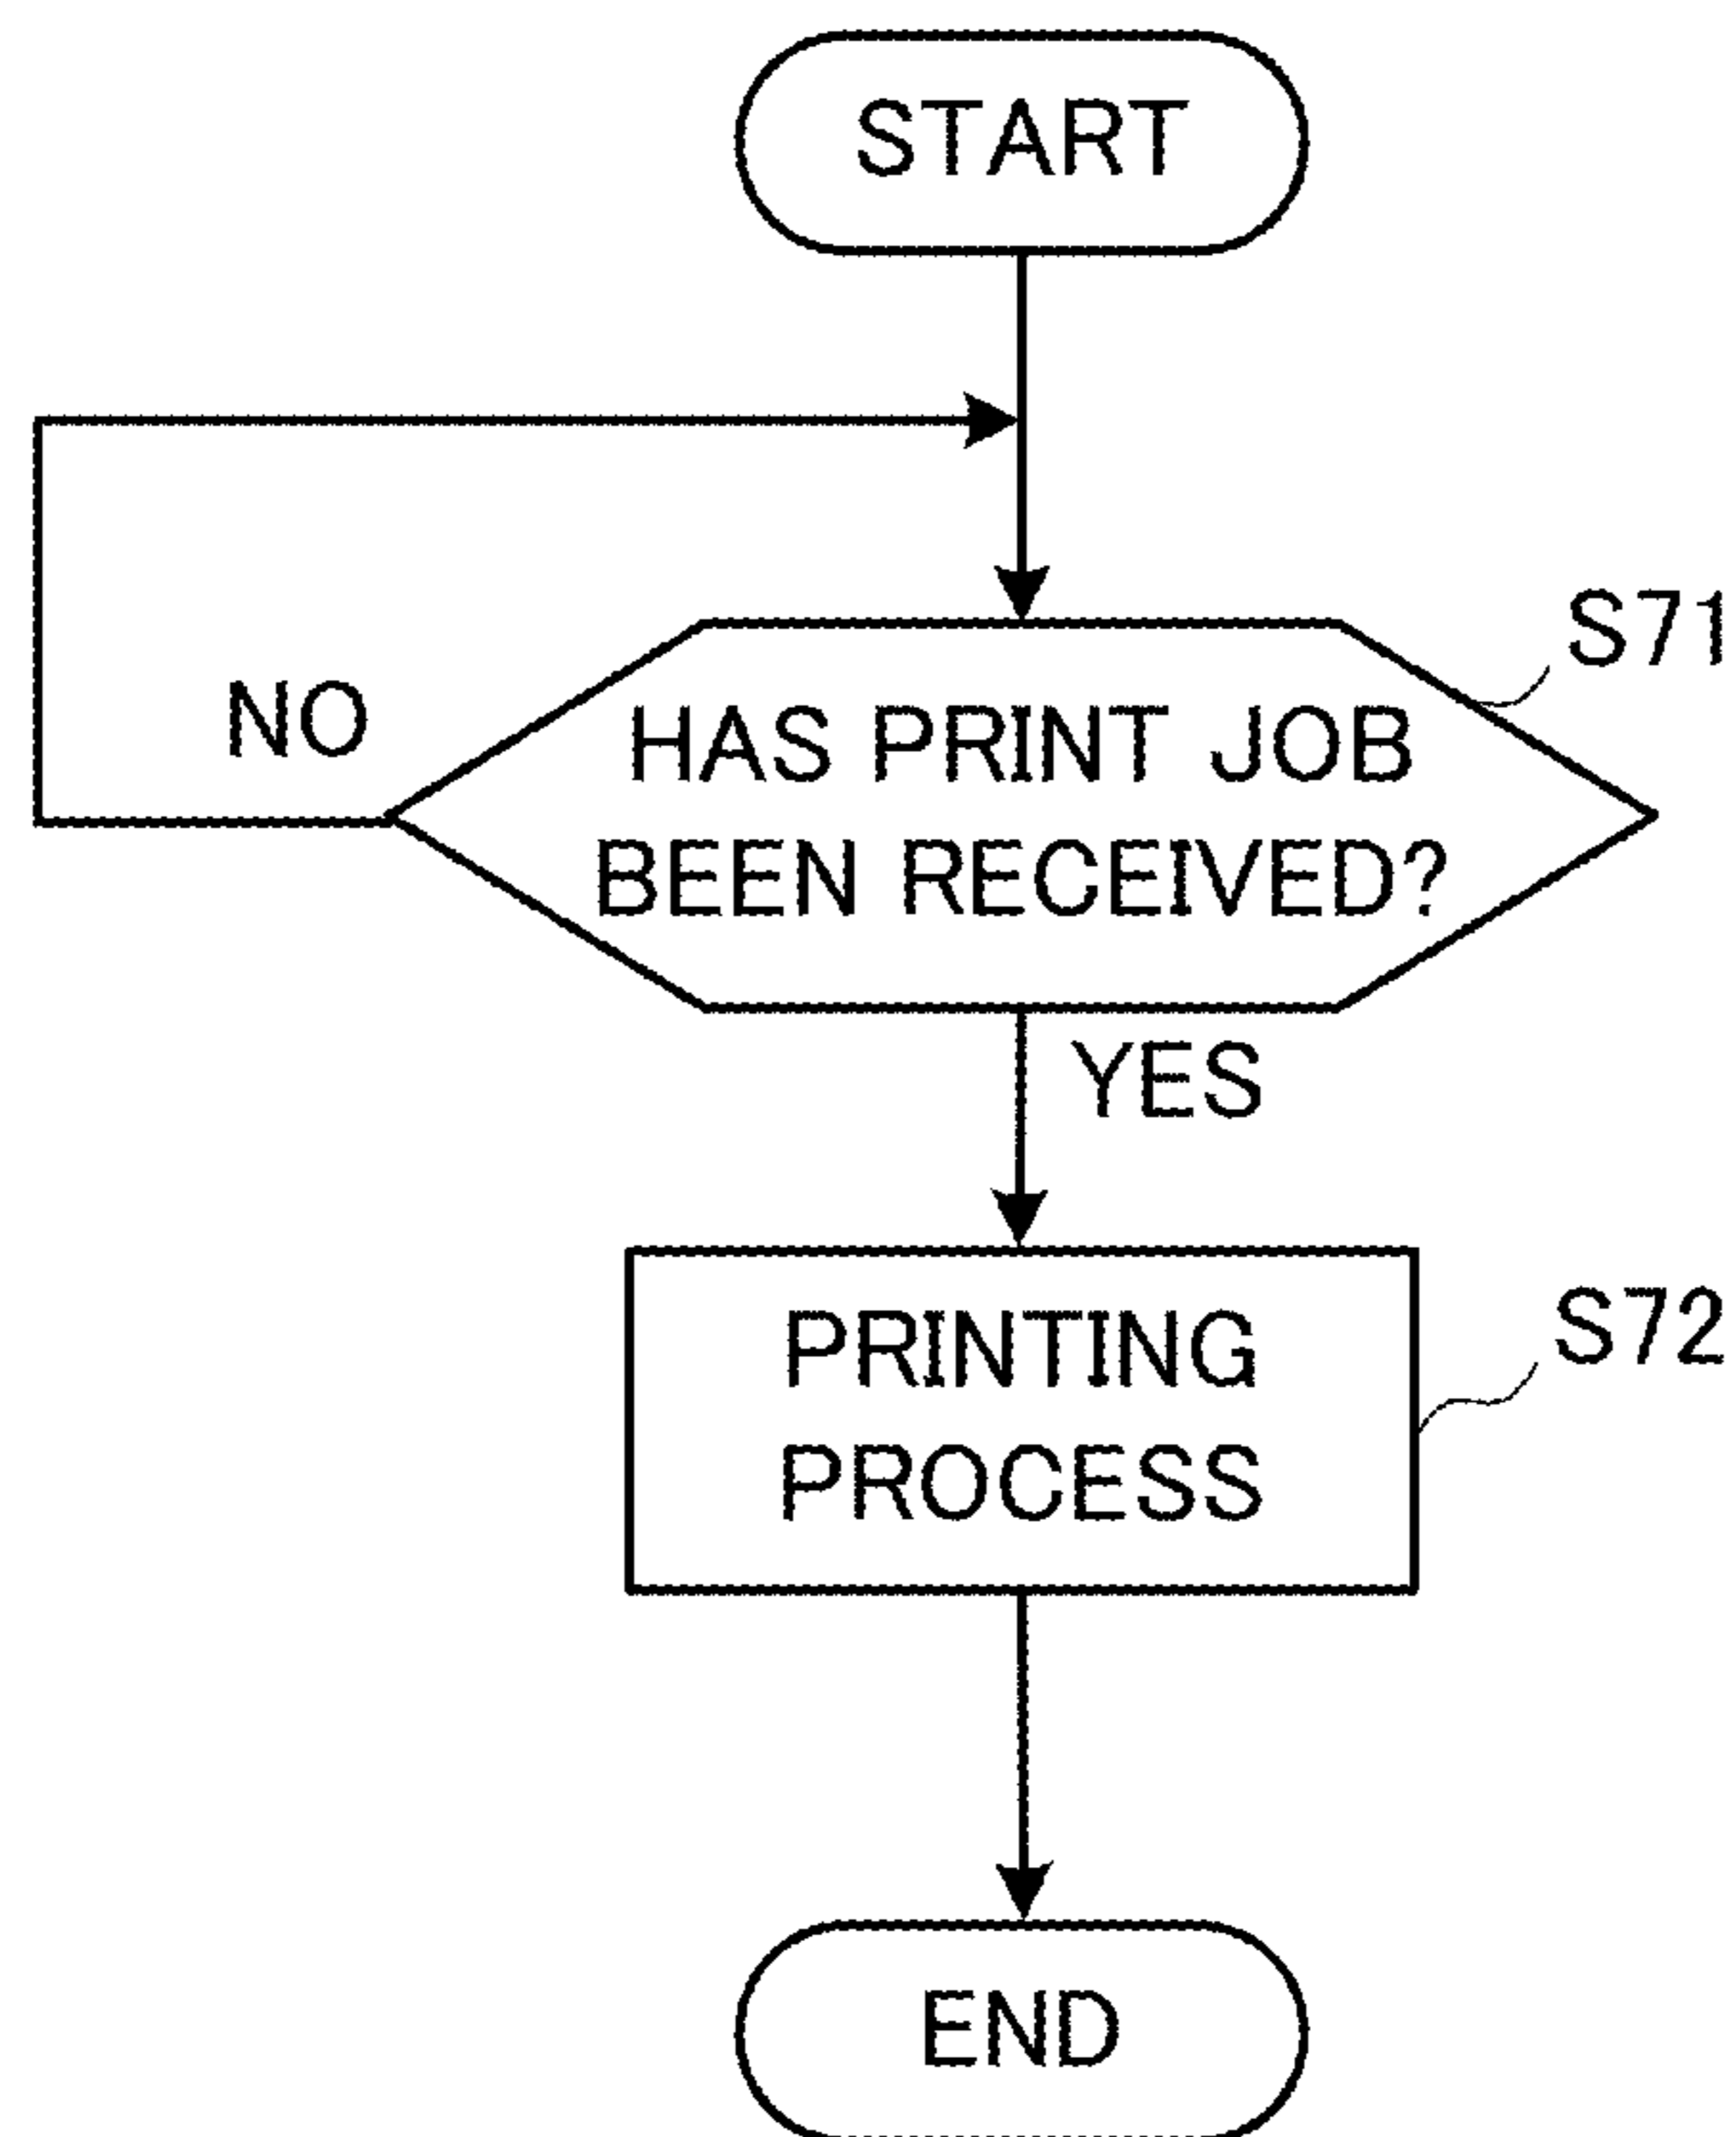 START
S71
NO
HAS PRINT JOB
BEEN RECEIVED?
YES
S72
PRINTING
PROCESS
END